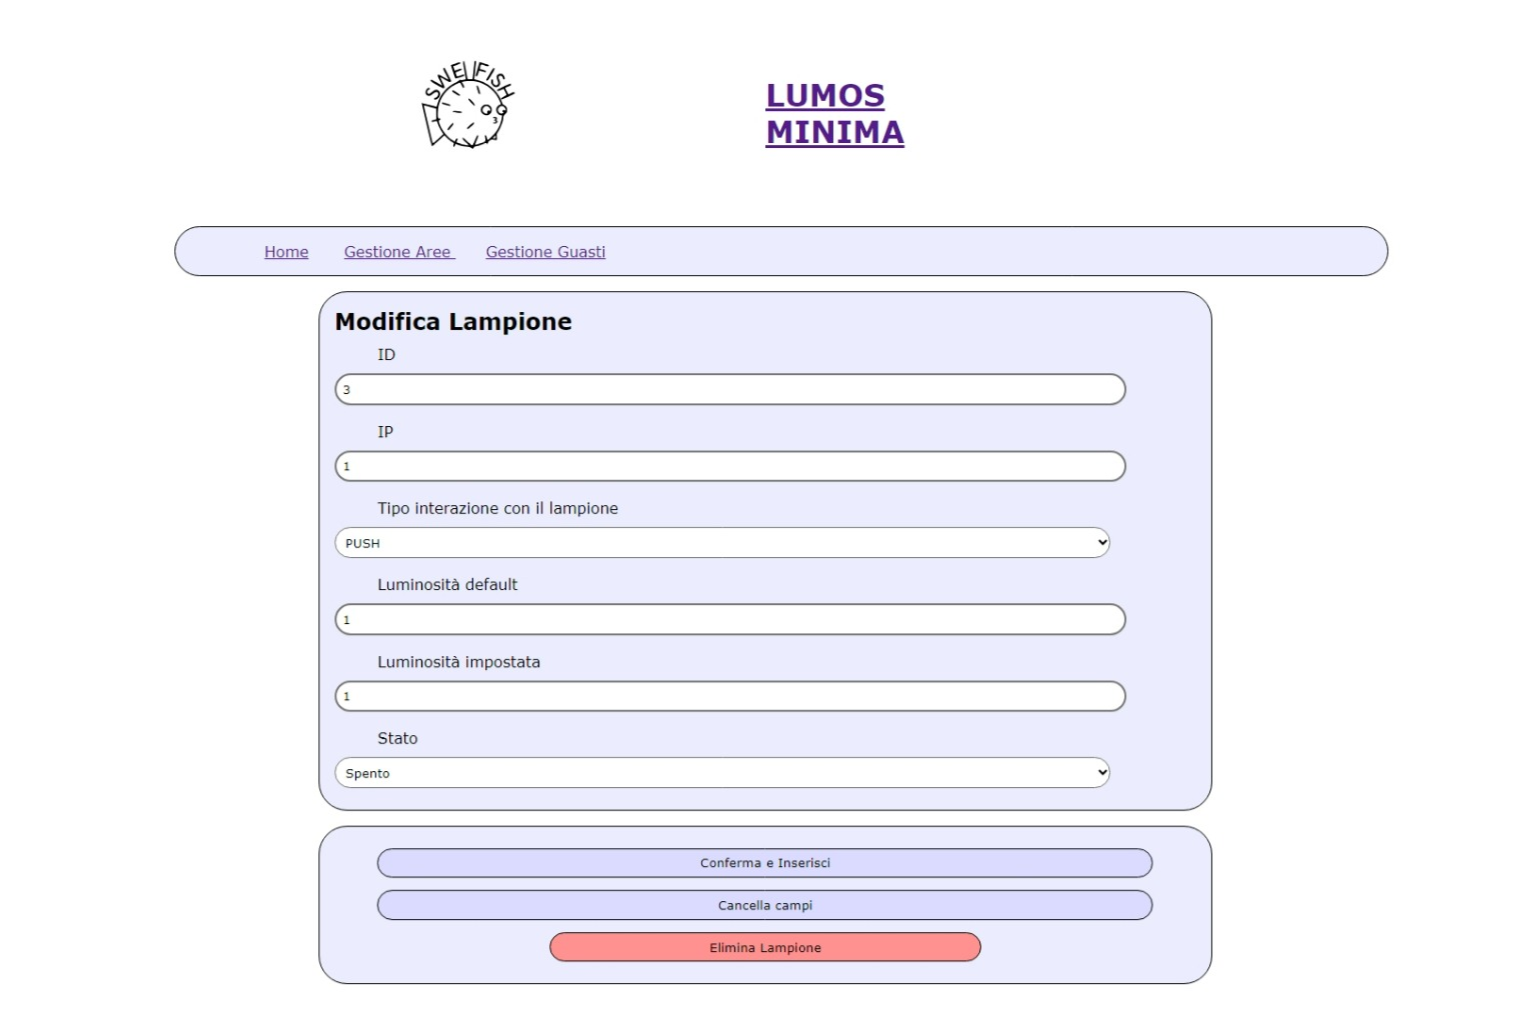 SWEllFISH
LUMOS
MINIMA
Home Gestione Aree Gestione Guasti
Modifica Lampione
ID
3
IP
1
Tipo interazione con il lampione
PUSH
Luminosità default
1
Luminosità impostata
1
Stato
Spento
Conferma e Inserisci
Cancella campi
Elimina Lampione